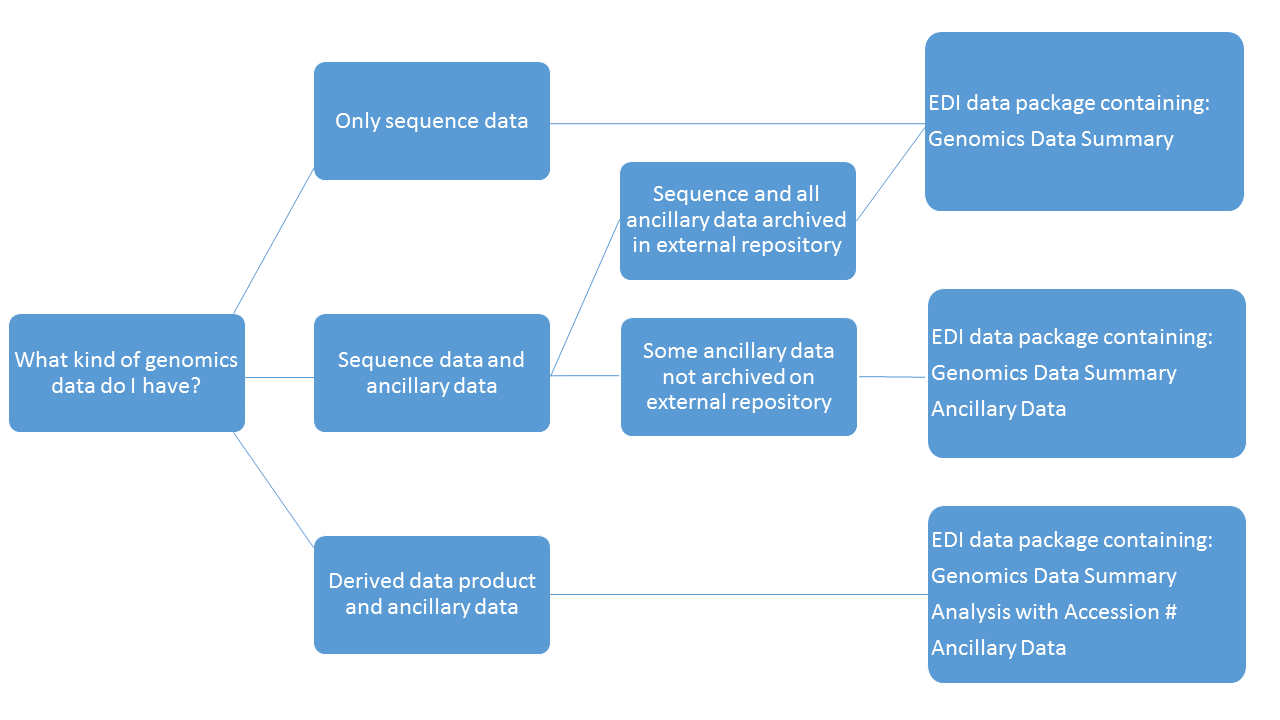 Only sequence data
EDI data package containing:
Genomics Data Summary
Sequence and all
ancillary data archived
in external repository
What kind of genomics
data do I have?
Sequence data and
ancillary data
Some ancillary data
not archived on
external repository
EDI data package containing:
Genomics Data Summary
Ancillary Data
Derived data product
and ancillary data
EDI data package containing:
Genomics Data Summary
Analysis with Accession #
Ancillary Data